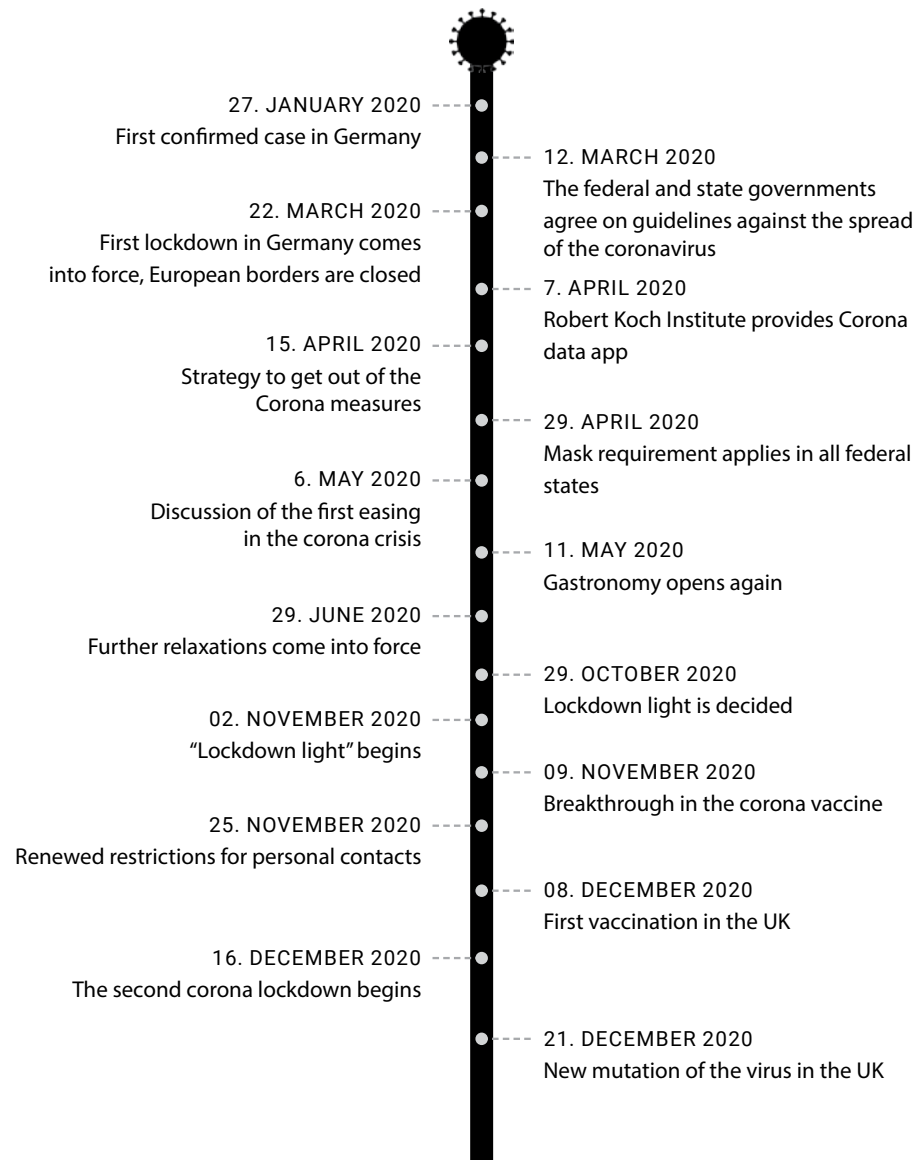 27. JANUARY 2020
First confirmed case in Germany
12. MARCH 2020
The federal and state governments
agree on guidelines against the spread
of the coronavirus
22. MARCH 2020
First lockdown in Germany comes
into force, European borders are closed
7. APRIL 2020
Robert Koch Institute provides Corona
data app
15. APRIL 2020
Strategy to get out of the
Corona measures
29. APRIL 2020
Mask requirement applies in all federal
states
6. MAY 2020
Discussion of the first easing
in the corona crisis
11. MAY 2020
Gastronomy opens again
29. JUNE 2020
Further relaxations come into force
29. OCTOBER 2020
Lockdown light is decided
02. NOVEMBER 2020
“Lockdown light” begins
09. NOVEMBER 2020
Breakthrough in the corona vaccine
25. NOVEMBER 2020
Renewed restrictions for personal contacts
08. DECEMBER 2020
First vaccination in the UK
16. DECEMBER 2020
The second corona lockdown begins
21. DECEMBER 2020
New mutation of the virus in the UK